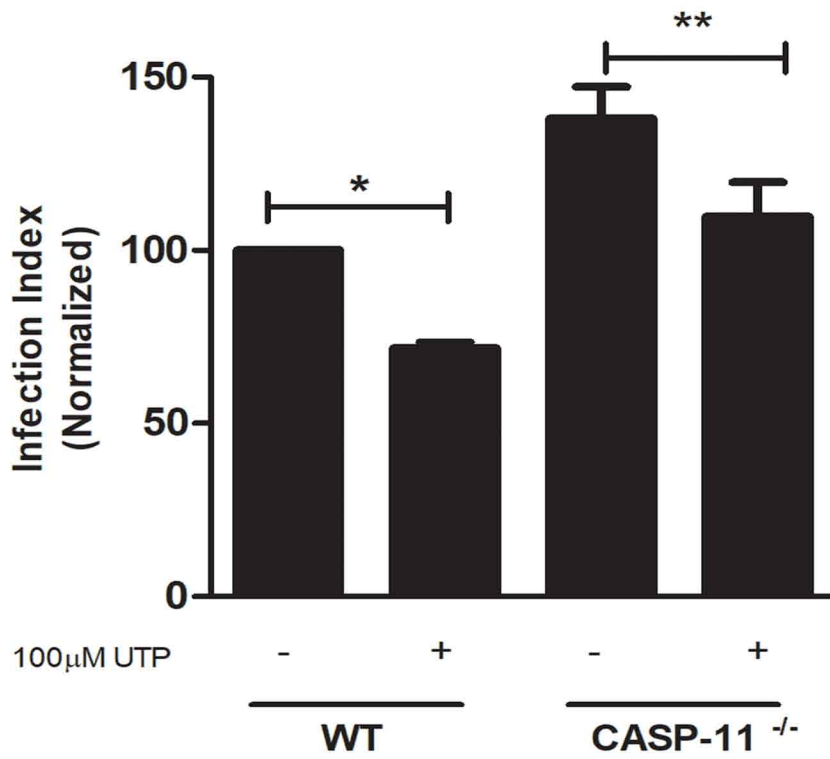 **
150
*
100
50
0
Infection Index
(Normalized)
100μM UTP - + - +
WT CASP-11 -/-